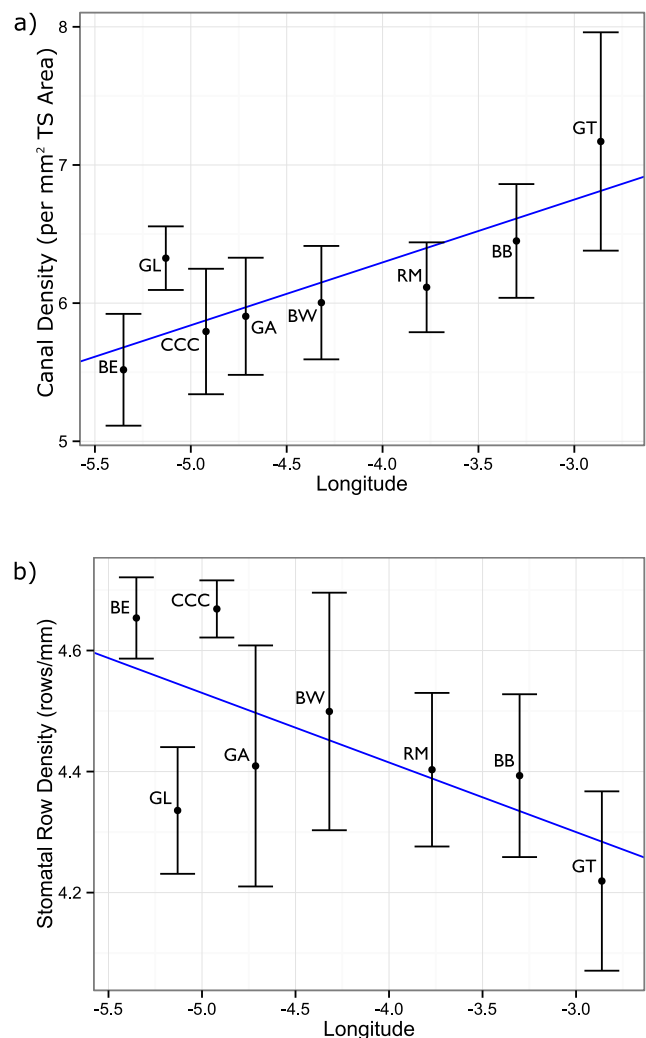 a)
Canal Density (per mm² TS Area)
8
7
6
5
GT
GL
BB
RM
BW
GA
CCC
BE
-5.5 -5.0 -4.5 -4.0 -3.5 -3.0
Longitude
b)
Stomatal Row Density (rows/mm)
4.6
4.4
4.2
BE
CCC
BW
GA
RM
BB
GL
GT
-5.5 -5.0 -4.5 -4.0 -3.5 -3.0
Longitude